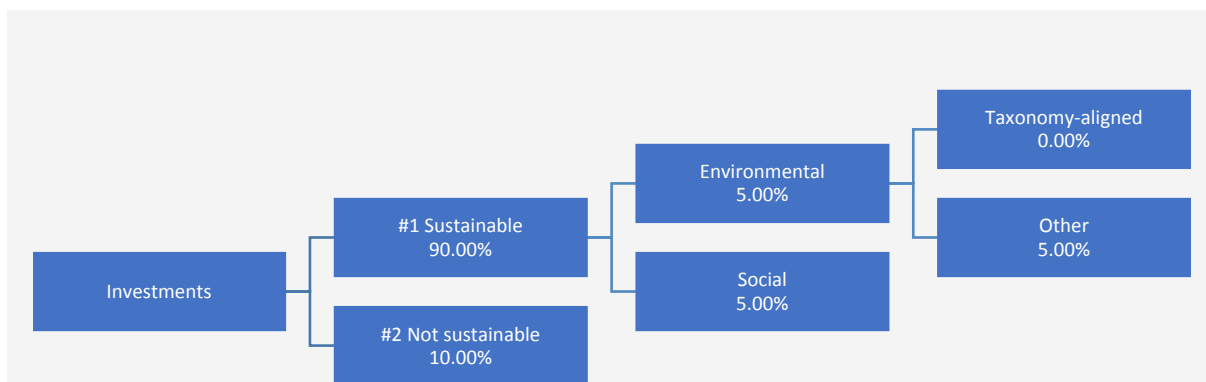 Investments
#1 Sustainable
90.00%
#2 Not sustainable
10.00%
Environmental
5.00%
Social
5.00%
Taxonomy-aligned
0.00%
Other
5.00%